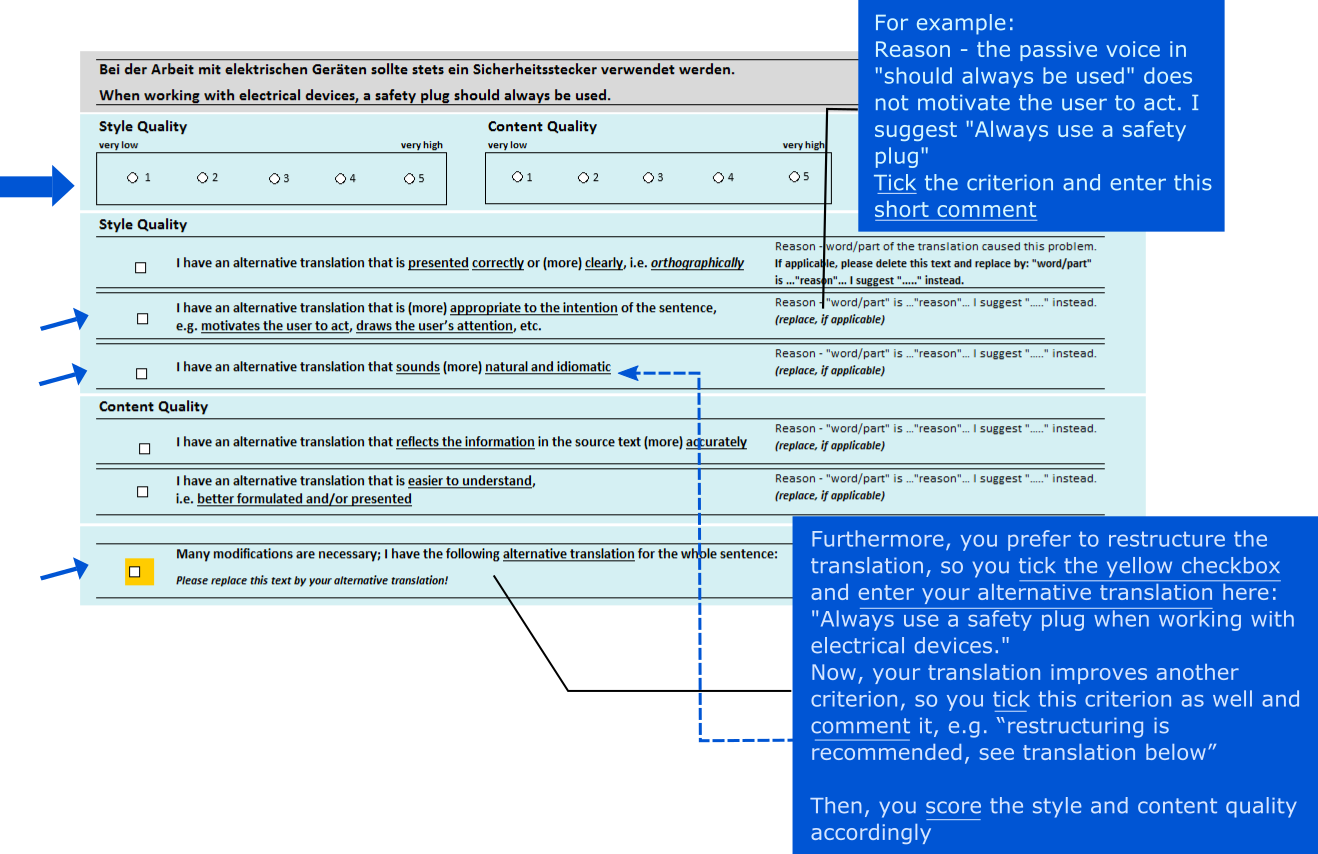 For example:
Reason - the passive voice in
"should always be used" does
not motivate the user to act. I
suggest "Always use a safety
plug"
Tick the criterion and enter this
short comment
Bei der Arbeit mit elektrischen Geräten sollte stets ein Sicherheitsstecker verwendet werden.
When working with electrical devices, a safety plug should always be used.
Style Quality
very low very high
1 2 3 4 5
Content Quality
very low very high
1 2 3 4 5
Style Quality
I have an alternative translation that is presented correctly or (more) clearly, i.e. orthographically
Reason - word/part of the translation caused this problem.
If applicable, please delete this text and replace by: "word/part"
is ..."reason"... I suggest "....." instead.
I have an alternative translation that is (more) appropriate to the intention of the sentence,
e.g. motivates the user to act, draws the user's attention, etc.
Reason - "word/part" is ..."reason"... I suggest "....." instead.
(replace, if applicable)
I have an alternative translation that sounds (more) natural and idiomatic
Reason - "word/part" is ..."reason"... I suggest "....." instead.
(replace, if applicable)
Content Quality
I have an alternative translation that reflects the information in the source text (more) accurately
Reason - "word/part" is ..."reason"... I suggest "....." instead.
(replace, if applicable)
I have an alternative translation that is easier to understand,
i.e. better formulated and/or presented
Reason - "word/part" is ..."reason"... I suggest "....." instead.
(replace, if applicable)
Many modifications are necessary; I have the following alternative translation for the whole sentence:
Please replace this text by your alternative translation!
Furthermore, you prefer to restructure the
translation, so you tick the yellow checkbox
and enter your alternative translation here:
"Always use a safety plug when working with
electrical devices."
Now, your translation improves another
criterion, so you tick this criterion as well and
comment it, e.g. “restructuring is
recommended, see translation below”
Then, you score the style and content quality
accordingly